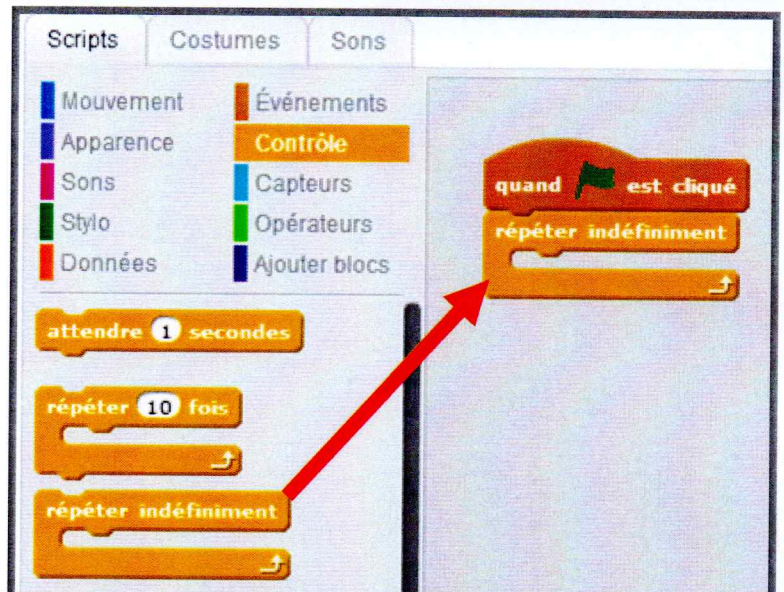 Scripts Costumes Sons
Mouvement Événements
Apparence Contrôle
Sons Capteurs
Stylo Opérateurs
Données Ajouter blocs
attendre 1 secondes
répéter 10 fois
répéter indéfiniment
quand est cliqué
répéter indéfiniment